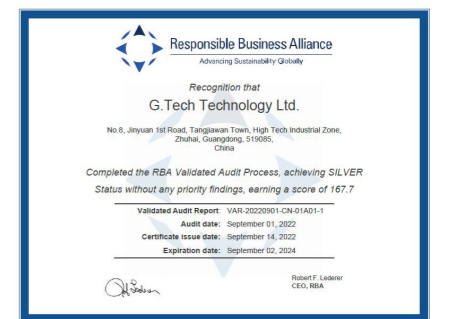 Responsible Business Alliance
Advancing Sustainability Globally
Recognition that
G.Tech Technology Ltd.
No.8, Jinyuan 1st Road, Tangjiawan Town, High Tech Industrial Zone,
Zhuhai, Guangdong, 519085,
China
Completed the RBA Validated Audit Process, achieving SILVER
Status without any priority findings, earning a score of 167.7
Validated Audit Report: VAR-20220901-CN-01A01-1
Audit date: September 01, 2022
Certificate issue date: September 14, 2022
Expiration date: September 02, 2024
Robert F. Lederer
CEO, RBA